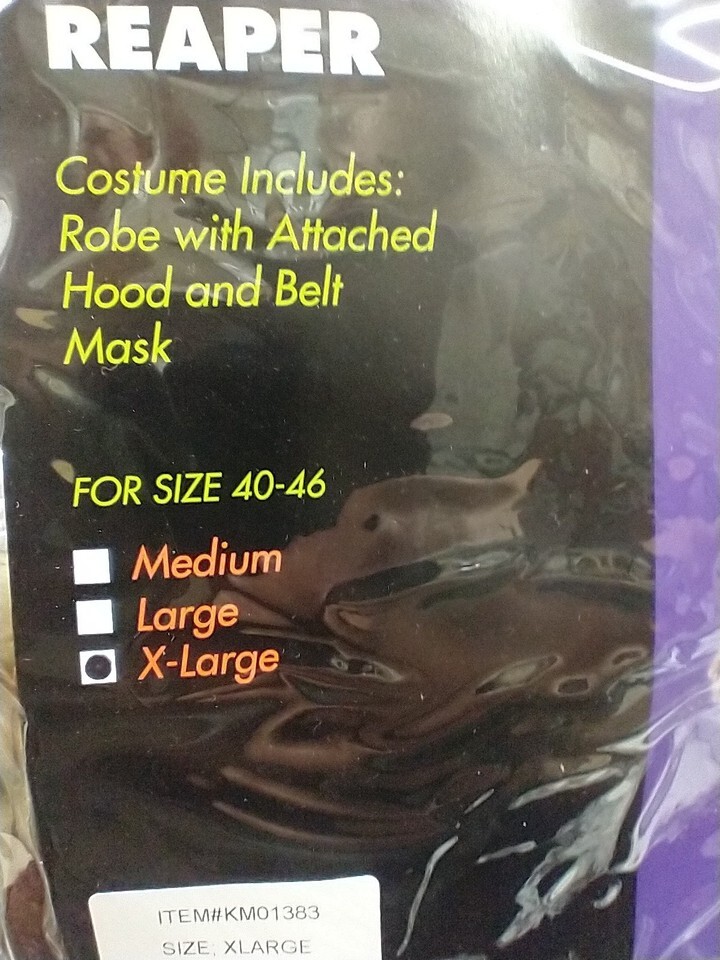 REAPER
Costume Includes:
Robe with Attached
Hood and Belt
Mask
FOR SIZE 40-46
Medium
Large
X-Large
ITEM#KM01383
SIZE; XLARGE